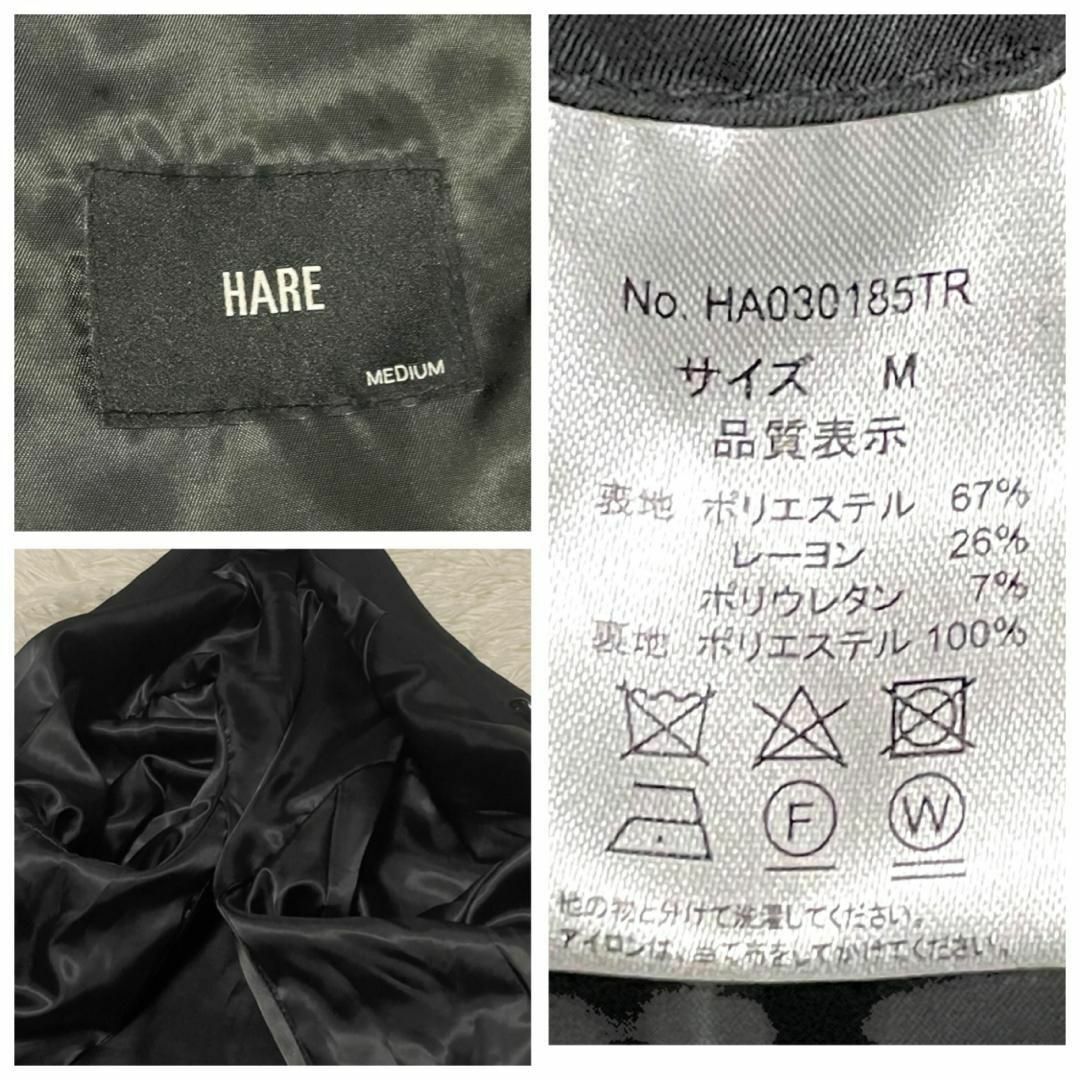 HARE
MEDIUM
No. HA030185TR
サイズ M
品質表示
表地 ポリエステル 67%
レーヨン 26%
ポリウレタン 7%
裏地 ポリエステル 100%
F W
他の物と分けて洗濯してください。
アイロンは、当て布をしてかけてください。